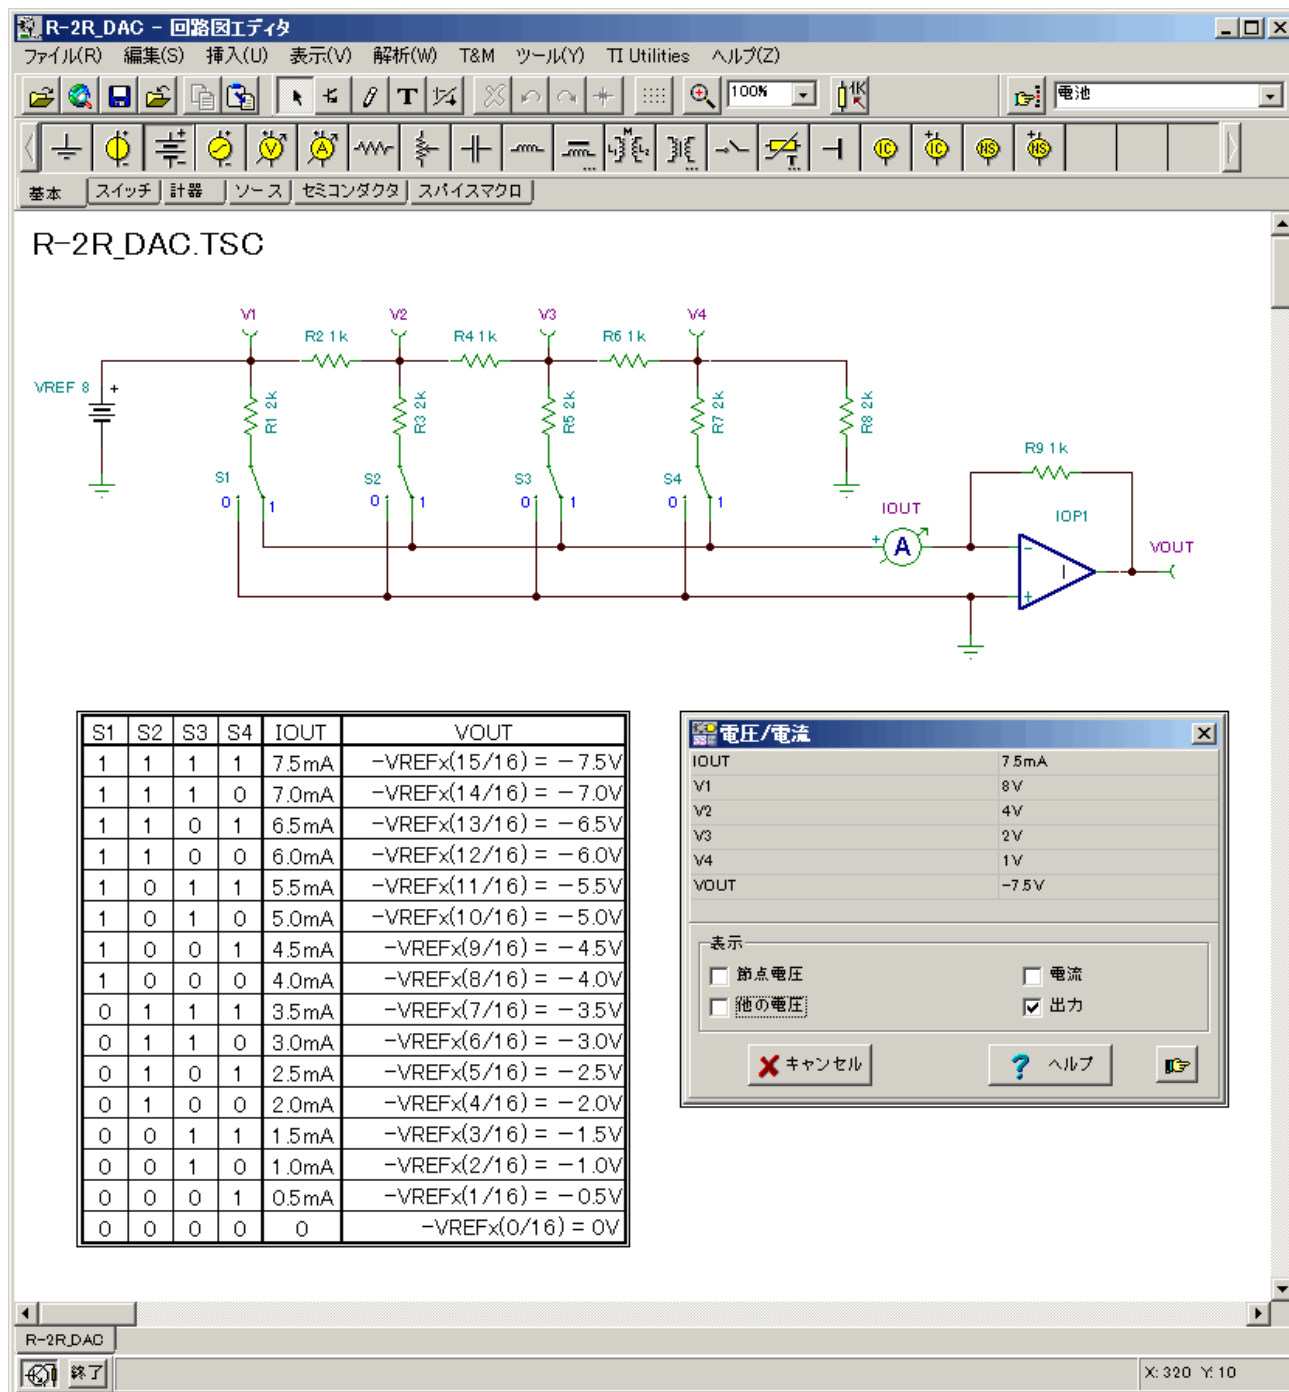 R-2R_DAC - 回路図エディタ
ファイル(R) 編集(S) 挿入(U) 表示(V) 解析(W) T&M ツール(Y) TI Utilities ヘルプ(Z)
T 100% 1K 電池
V A M T IC IC NS NS
基本 スイッチ 計器 ソース セミコンダクタ スパイスマクロ
R-2R_DAC.TSC
V1 V2 V3 V4
R2 1k R4 1k R6 1k
VREF 8 +
R1 2k R3 2k R5 2k R7 2k R8 2k
R9 1k
S1 S2 S3 S4
0 1 0 1 0 1 0 1
IOUT IOP1
+ A - VOUT
I
+
S1 S2 S3 S4 IOUT VOUT
1 1 1 1 7.5mA -VREFx(15/16) = -7.5V
1 1 1 0 7.0mA -VREFx(14/16) = -7.0V
1 1 0 1 6.5mA -VREFx(13/16) = -6.5V
1 1 0 0 6.0mA -VREFx(12/16) = -6.0V
1 0 1 1 5.5mA -VREFx(11/16) = -5.5V
1 0 1 0 5.0mA -VREFx(10/16) = -5.0V
1 0 0 1 4.5mA -VREFx(9/16) = -4.5V
1 0 0 0 4.0mA -VREFx(8/16) = -4.0V
0 1 1 1 3.5mA -VREFx(7/16) = -3.5V
0 1 1 0 3.0mA -VREFx(6/16) = -3.0V
0 1 0 1 2.5mA -VREFx(5/16) = -2.5V
0 1 0 0 2.0mA -VREFx(4/16) = -2.0V
0 0 1 1 1.5mA -VREFx(3/16) = -1.5V
0 0 1 0 1.0mA -VREFx(2/16) = -1.0V
0 0 0 1 0.5mA -VREFx(1/16) = -0.5V
0 0 0 0 0 -VREFx(0/16) = 0V
電圧/電流
IOUT 7.5mA
V1 8V
V2 4V
V3 2V
V4 1V
VOUT -7.5V
表示
節点電圧 電流
他の電圧 出力
キャンセル ? ヘルプ
R-2R_DAC
終了 X: 320 Y: 10